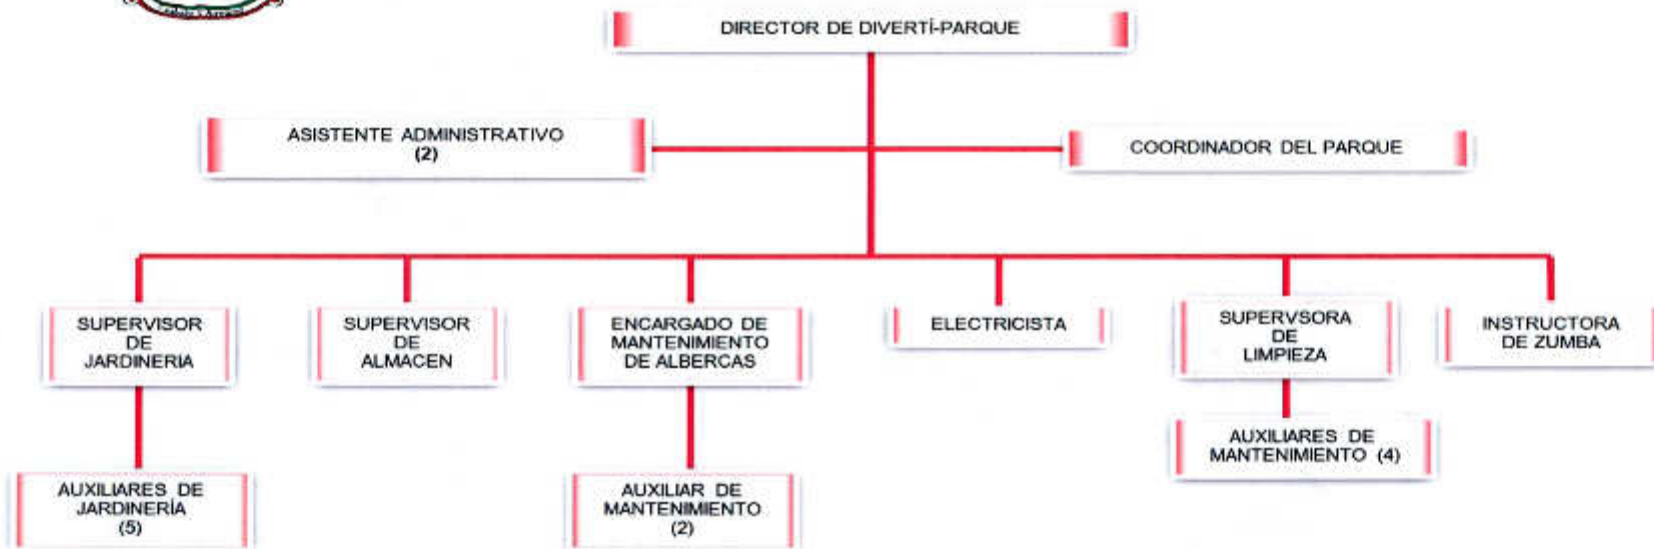 DIRECTOR DE DIVERTÍ-PARQUE
ASISTENTE ADMINISTRATIVO
(2)
COORDINADOR DEL PARQUE
SUPERVISOR
DE
JARDINERIA
SUPERVISOR
DE
ALMACEN
ENCARGADO DE
MANTENIMIENTO
DE ALBERCAS
ELECTRICISTA
SUPERVSORA
DE
LIMPIEZA
INSTRUCTORA
DE ZUMBA
AUXILIARES DE
JARDINERÍA
(5)
AUXILIAR DE
MANTENIMIENTO
(2)
AUXILIARES DE
MANTENIMIENTO (4)